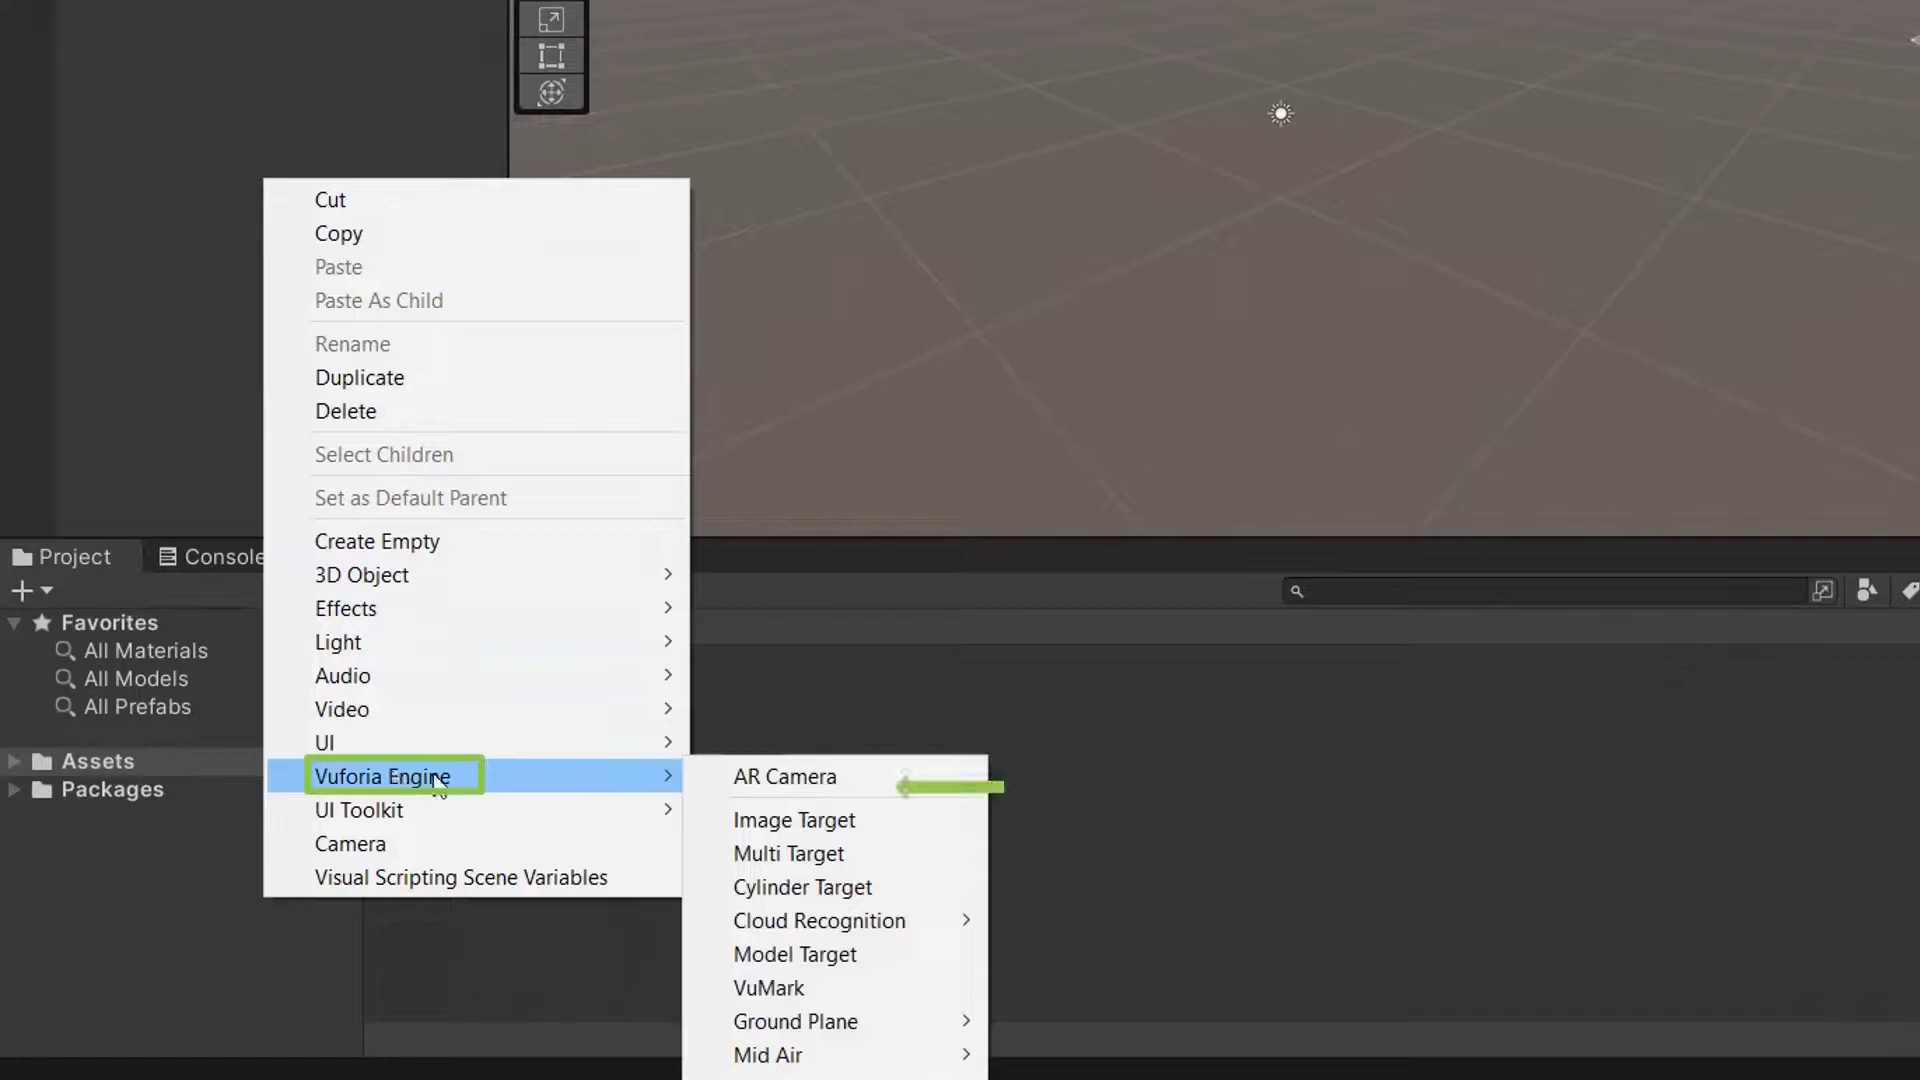 Cut
Copy
Paste
Paste As Child
Rename
Duplicate
Delete
Select Children
Set as Default Parent
Create Empty
3D Object
Effects
Light
Audio
Video
UI
Vuforia Engine
UI Toolkit
Camera
Visual Scripting Scene Variables
AR Camera
Image Target
Multi Target
Cylinder Target
Cloud Recognition
Model Target
VuMark
Ground Plane
Mid Air
Project
Console
Favorites
All Materials
All Models
All Prefabs
Assets
Packages